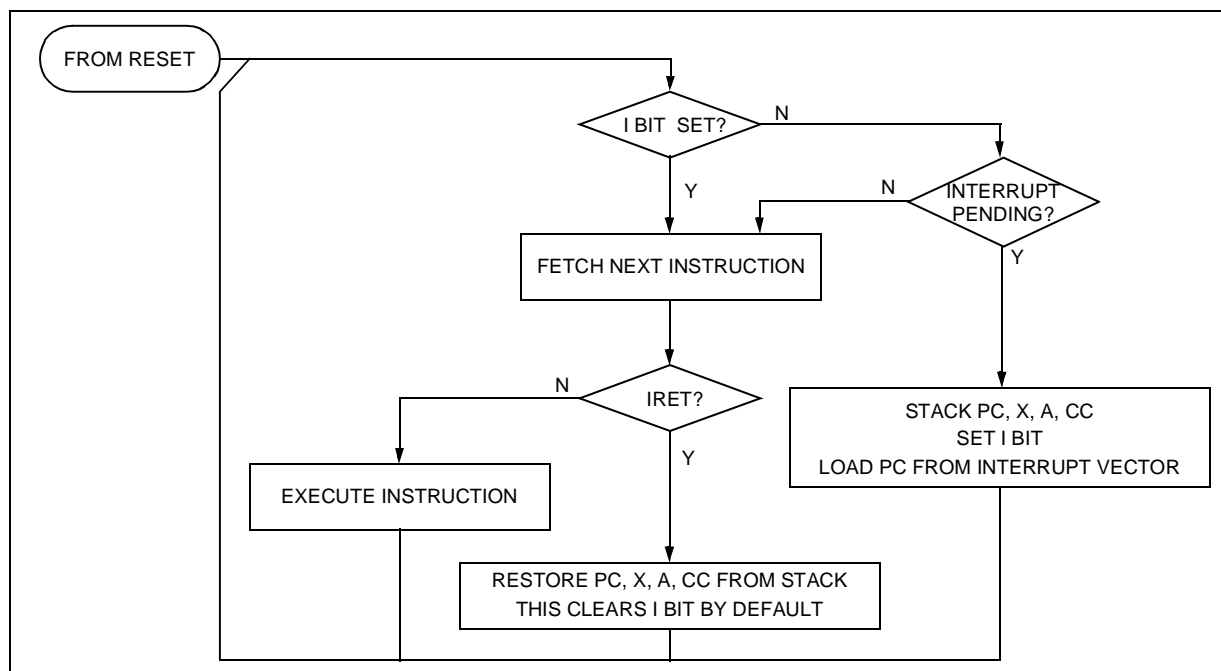 FROM RESET
I BIT SET?
N
Y
N
INTERRUPT
PENDING?
Y
FETCH NEXT INSTRUCTION
N
IRET?
Y
STACK PC, X, A, CC
SET I BIT
LOAD PC FROM INTERRUPT VECTOR
EXECUTE INSTRUCTION
RESTORE PC, X, A, CC FROM STACK
THIS CLEARS I BIT BY DEFAULT